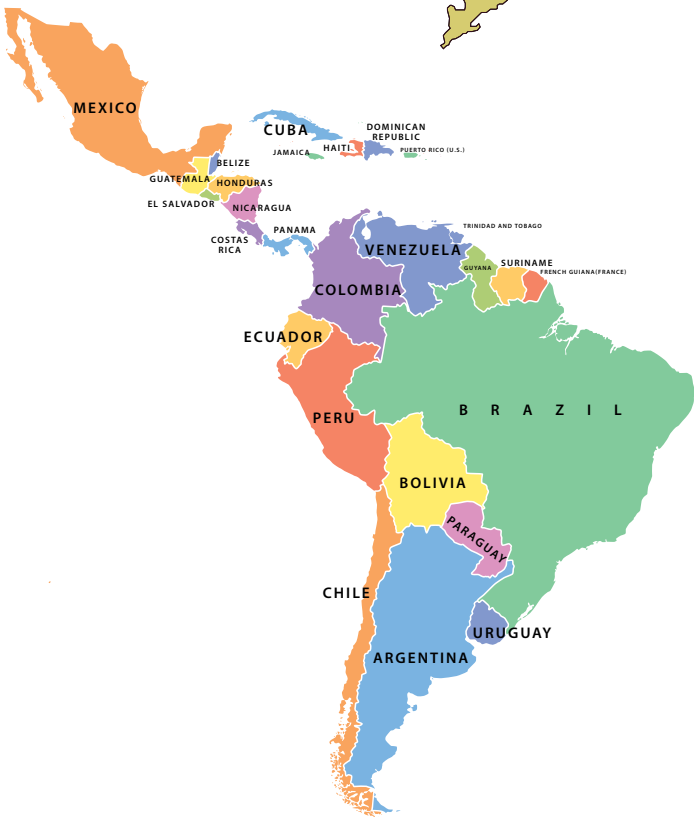 MEXICO
CUBA
DOMINICAN
REPUBLIC
JAMAICA
HAITI
PUERTO RICO (U.S.)
BELIZE
GUATEMALA
HONDURAS
EL SALVADOR
NICARAGUA
COSTAS
RICA
PANAMA
TRINIDAD AND TOBAGO
VENEZUELA
GUYANA
SURINAME
FRENCH GUIANA(FRANCE)
COLOMBIA
ECUADOR
PERU
BRAZIL
BOLIVIA
PARAGUAY
CHILE
URUGUAY
ARGENTINA